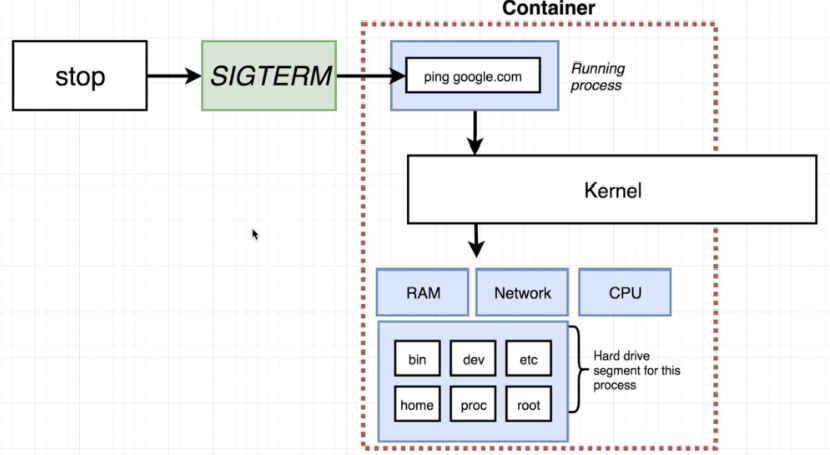 Container
stop
SIGTERM
ping google.com
Running
process
Kernel
RAM
Network
CPU
bin
dev
etc
home
proc
root
Hard drive
segment for this
process